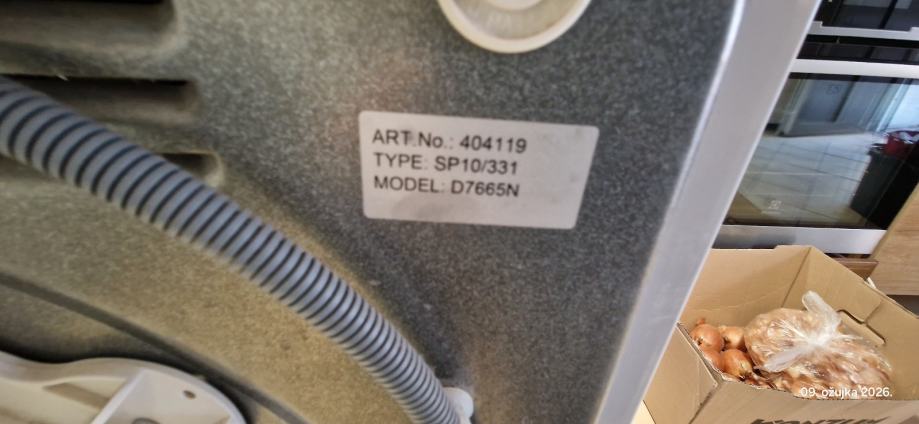 ART.No.: 404119
TYPE: SP10/331
MODEL: D7665N
09. ožujka 2026.